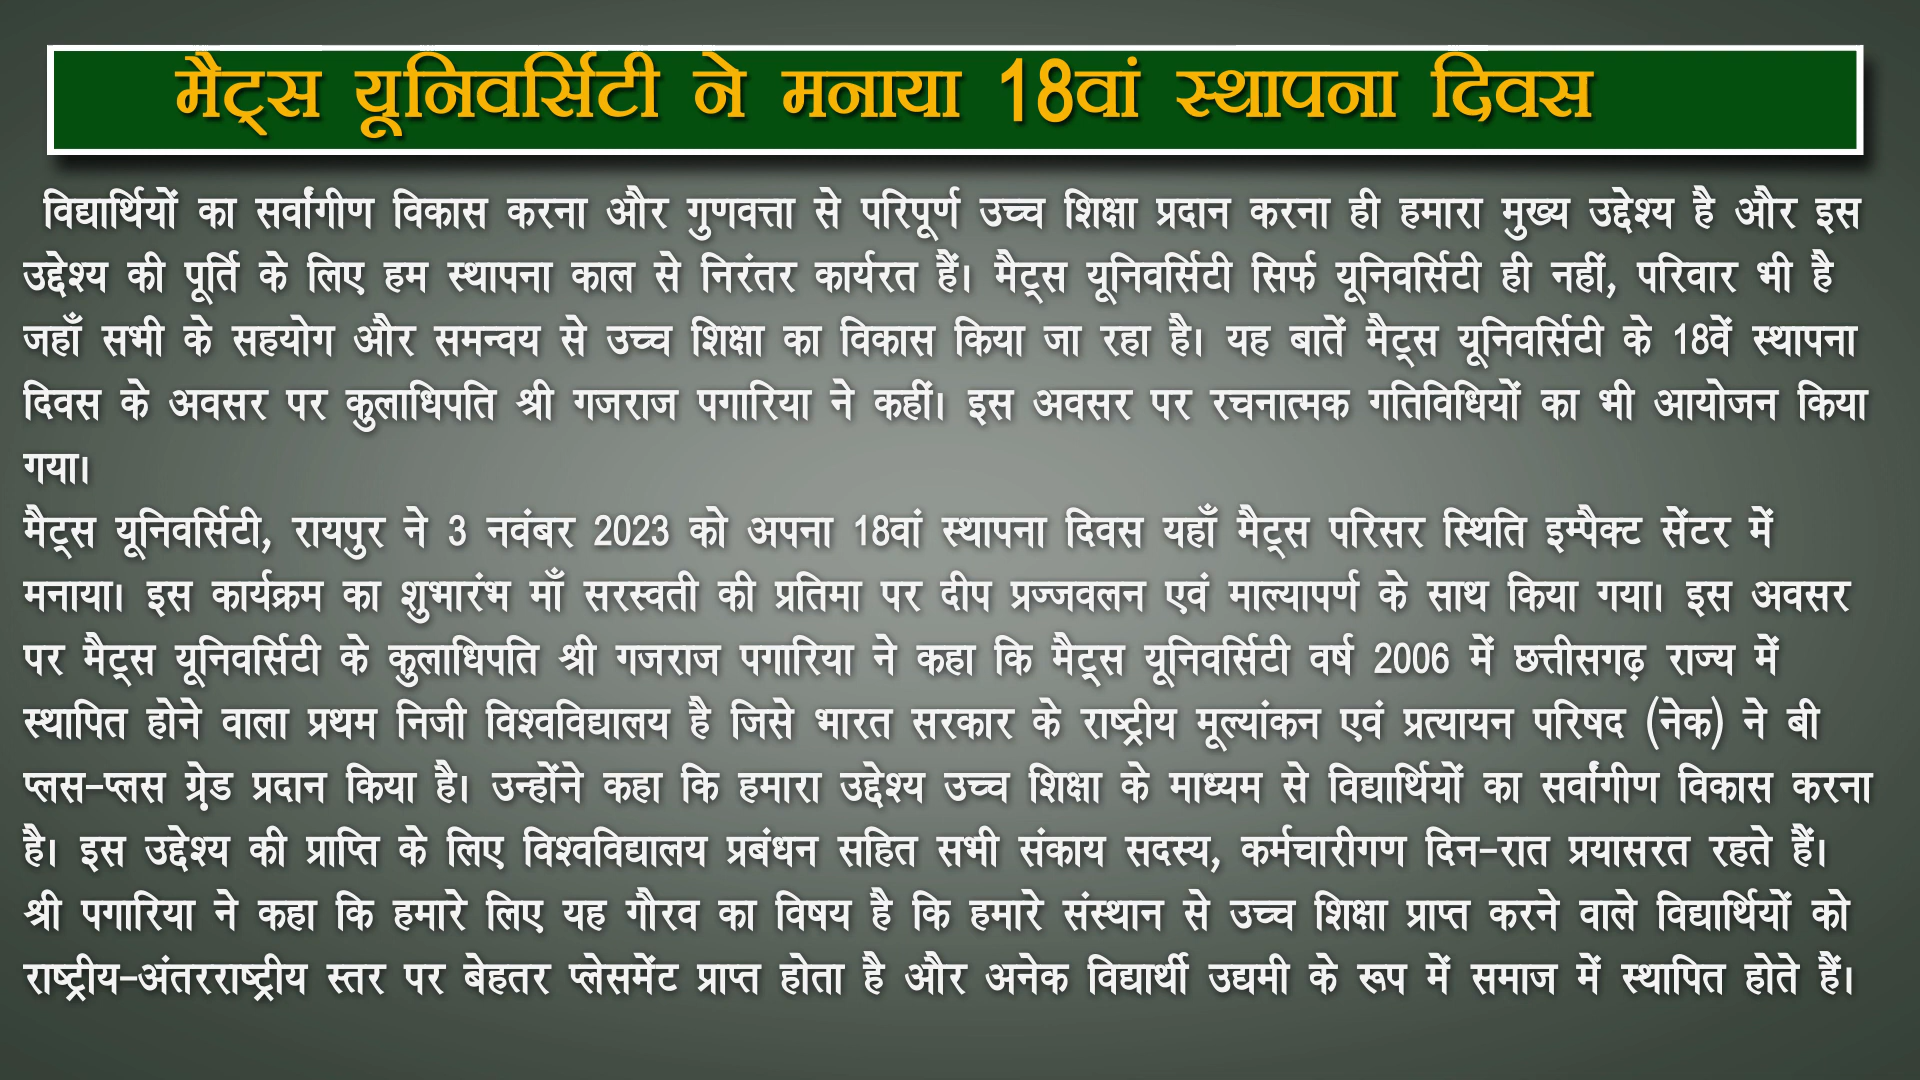 मैट्स यूनिवर्सिटी ने मनाया 18वां स्थापना दिवस
विद्यार्थियों का सर्वांगीण विकास करना और गुणवत्ता से परिपूर्ण उच्च शिक्षा प्रदान करना ही हमारा मुख्य उद्देश्य है और इस
उद्देश्य की पूर्ति के लिए हम स्थापना काल से निरंतर कार्यरत हैं। मैट्स यूनिवर्सिटी सिर्फ यूनिवर्सिटी ही नहीं, परिवार भी है
जहाँ सभी के सहयोग और समन्वय से उच्च शिक्षा का विकास किया जा रहा है। यह बातें मैट्स यूनिवर्सिटी के 18वें स्थापना
दिवस के अवसर पर कुलाधिपति श्री गजराज पगारिया ने कहीं। इस अवसर पर रचनात्मक गतिविधियों का भी आयोजन किया
गया।
मैट्स यूनिवर्सिटी, रायपुर ने 3 नवंबर 2023 को अपना 18वां स्थापना दिवस यहाँ मैट्स परिसर स्थिति इम्पैक्ट सेंटर में
मनाया। इस कार्यक्रम का शुभारंभ माँ सरस्वती की प्रतिमा पर दीप प्रज्जवलन एवं माल्यापर्ण के साथ किया गया। इस अवसर
पर मैट्स यूनिवर्सिटी के कुलाधिपति श्री गजराज पगारिया ने कहा कि मैट्स यूनिवर्सिटी वर्ष 2006 में छत्तीसगढ़ राज्य में
स्थापित होने वाला प्रथम निजी विश्वविद्यालय है जिसे भारत सरकार के राष्ट्रीय मूल्यांकन एवं प्रत्यायन परिषद (नेक) ने बी
प्लस-प्लस ग्रे़ड प्रदान किया है। उन्होंने कहा कि हमारा उद्देश्य उच्च शिक्षा के माध्यम से विद्यार्थियों का सर्वांगीण विकास करना
है। इस उद्देश्य की प्राप्ति के लिए विश्वविद्यालय प्रबंधन सहित सभी संकाय सदस्य, कर्मचारीगण दिन-रात प्रयासरत रहते हैं।
श्री पगारिया ने कहा कि हमारे लिए यह गौरव का विषय है कि हमारे संस्थान से उच्च शिक्षा प्राप्त करने वाले विद्यार्थियों को
राष्ट्रीय-अंतरराष्ट्रीय स्तर पर बेहतर प्लेसमेंट प्राप्त होता है और अनेक विद्यार्थी उद्यमी के रूप में समाज में स्थापित होते हैं।